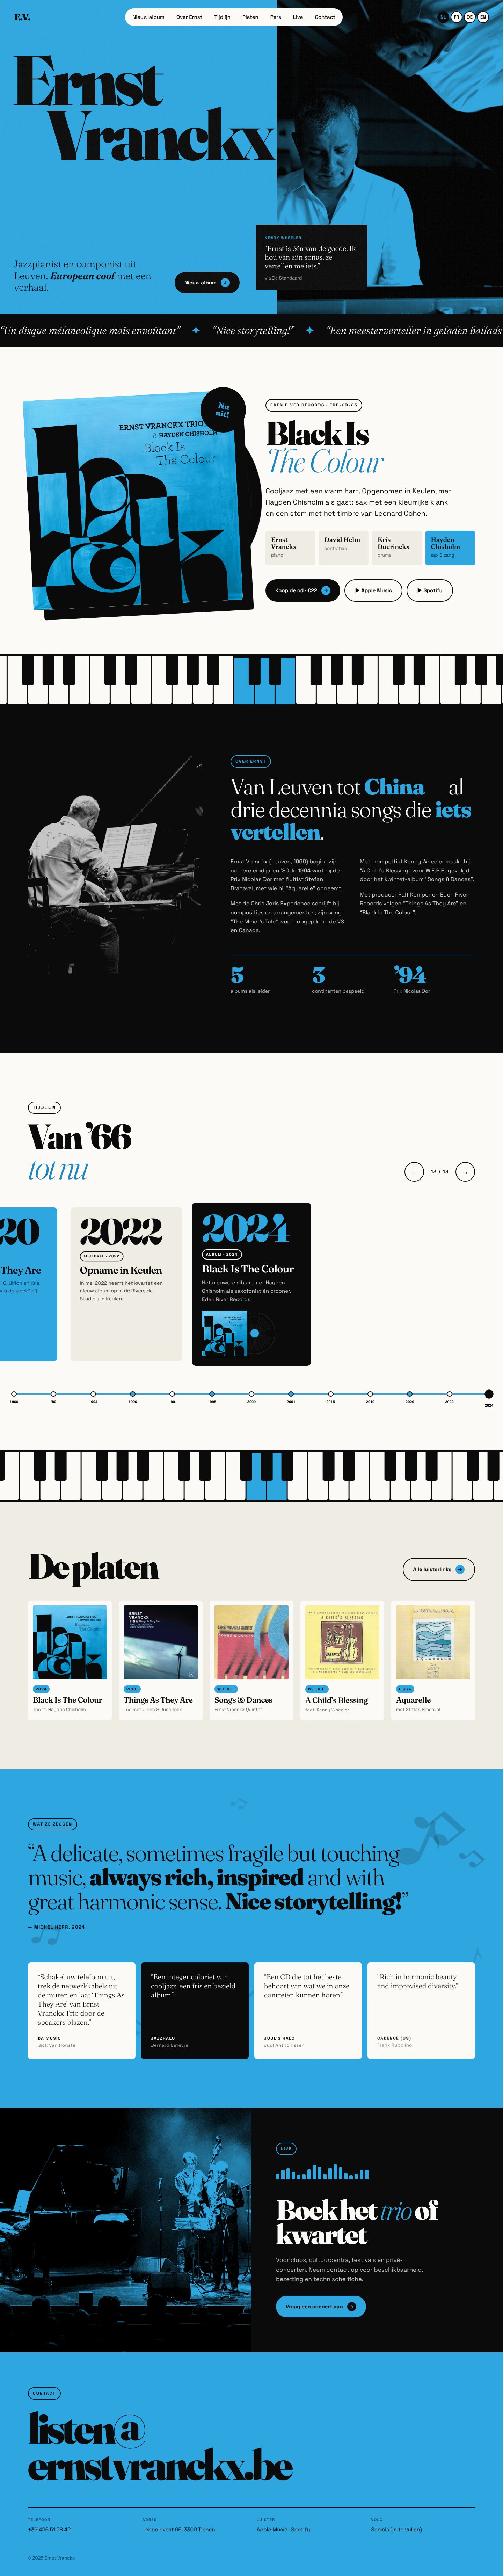 E.V.
Nieuw album Over Ernst Tijdlijn Platen Pers Live Contact
NL FR DE EN
Ernst
Vranckx
KENNY WHEELER
"Ernst is één van de goede. Ik
hou van zijn songs, ze
vertellen me iets."
via De Standaard
Jazzpianist en componist uit
Leuven. European cool met een
verhaal.
Nieuw album ↓
"Un disque mélancolique mais envoûtant" ✦ "Nice storytelling!" ✦ "Een meesterverteller in geladen ballads
Nu
uit!
ERNST VRANCKX TRIO
HAYDEN CHISHOLM
Black Is
The Colour
EDEN RIVER RECORDS · ERR-CD-25
Black Is
The Colour
Cooljazz met een warm hart. Opgenomen in Keulen, met
Hayden Chisholm als gast: sax met een kleurrijke klank
en een stem met het timbre van Leonard Cohen.
Ernst
Vranckx
piano
David Helm
contrabas
Kris
Duerinckx
drums
Hayden
Chisholm
sax & zang
Koop de cd · €22 →
▶ Apple Music
▶ Spotify
OVER ERNST
Van Leuven tot China — al
drie decennia songs die iets
vertellen.
Ernst Vranckx (Leuven, 1966) begint zijn
carrière eind jaren '80. In 1994 wint hij de
Prix Nicolas Dor met fluitist Stefan
Bracaval, met wie hij "Aquarelle" opneemt.
Met de Chris Joris Experience schrijft hij
composities en arrangementen; zijn song
"The Miner's Tale" wordt opgepikt in de VS
en Canada.
Met trompettist Kenny Wheeler maakt hij
"A Child's Blessing" voor W.E.R.F., gevolgd
door het kwintet-album "Songs & Dances".
Met producer Ralf Kemper en Eden River
Records volgen "Things As They Are" en
"Black Is The Colour".
5
albums als leider
3
continenten bespeeld
'94
Prix Nicolas Dor
TIJDLIJN
Van '66
tot nu
← 13 / 13 →
20
They Are
2022
MIJLPAAL · 2022
Opname in Keulen
In mei 2022 neemt het kwartet een
nieuw album op in de Riverside
Studio's in Keulen.
2024
ALBUM · 2024
Black Is The Colour
Het nieuwste album, met Hayden
Chisholm als saxofonist én crooner.
Eden River Records.
1966 '80 1994 1996 '90 1998 2000 2001 2015 2019 2020 2022 2024
De platen
Alle luisterlinks →
2024
Black Is The Colour
Trio ft. Hayden Chisholm
ERNST
VRANCKX
TRIO
2020
Things As They Are
Trio met Ulrich & Duerinckx
W.E.R.F.
Songs & Dances
Ernst Vranckx Quintet
A CHILD'S BLESSING
W.E.R.F.
A Child's Blessing
feat. Kenny Wheeler
Lyrae
Aquarelle
met Stefan Bracaval
WAT ZE ZEGGEN
"A delicate, sometimes fragile but touching
music, always rich, inspired and with
great harmonic sense. Nice storytelling!"
— MICHEL HERR, 2024
"Schakel uw telefoon uit,
trek de netwerkkabels uit
de muren en laat 'Things As
They Are' van Ernst
Vranckx Trio door de
speakers blazen."
DA MUSIC
Nick Van Honste
"Een integer coloriet van
cooljazz, een fris en bezield
album."
JAZZHALO
Bernard Lefèvre
"Een CD die tot het beste
behoort van wat we in onze
contreien kunnen horen."
JUUL'S HALO
Juul Anthonissen
"Rich in harmonic beauty
and improvised diversity."
CADENCE (US)
Frank Rubolino
LIVE
Boek het trio of
kwartet
Voor clubs, cultuurcentra, festivals en privé-
concerten. Neem contact op voor beschikbaarheid,
bezetting en technische fiche.
Vraag een concert aan →
CONTACT
listen@
ernstvranckx.be
TELEFOON
+32 496 51 26 42
ADRES
Leopoldvest 65, 3300 Tienen
LUISTER
Apple Music · Spotify
VOLG
Socials (in te vullen)
© 2026 Ernst Vranckx